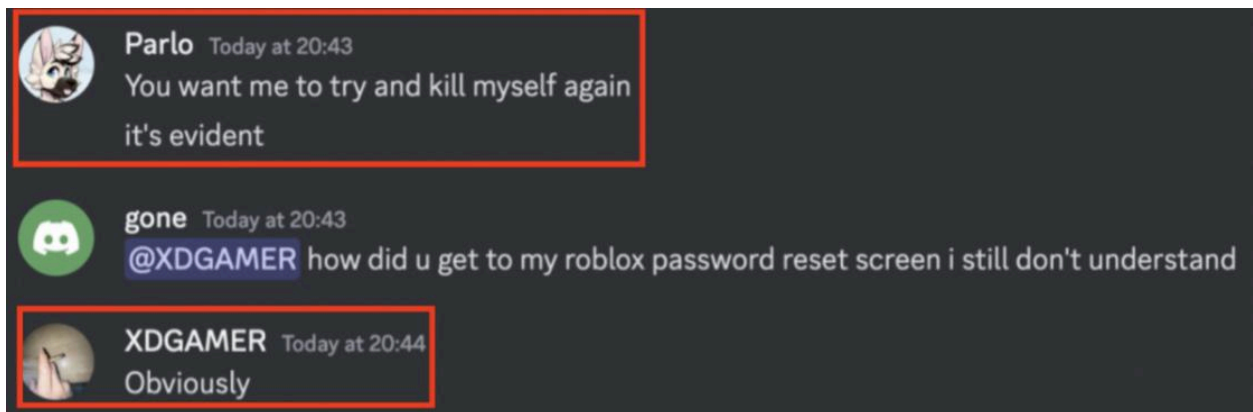 Parlo Today at 20:43
You want me to try and kill myself again
it's evident
gone Today at 20:43
@XDGAMER how did u get to my roblox password reset screen i still don't understand
XDGAMER Today at 20:44
Obviously